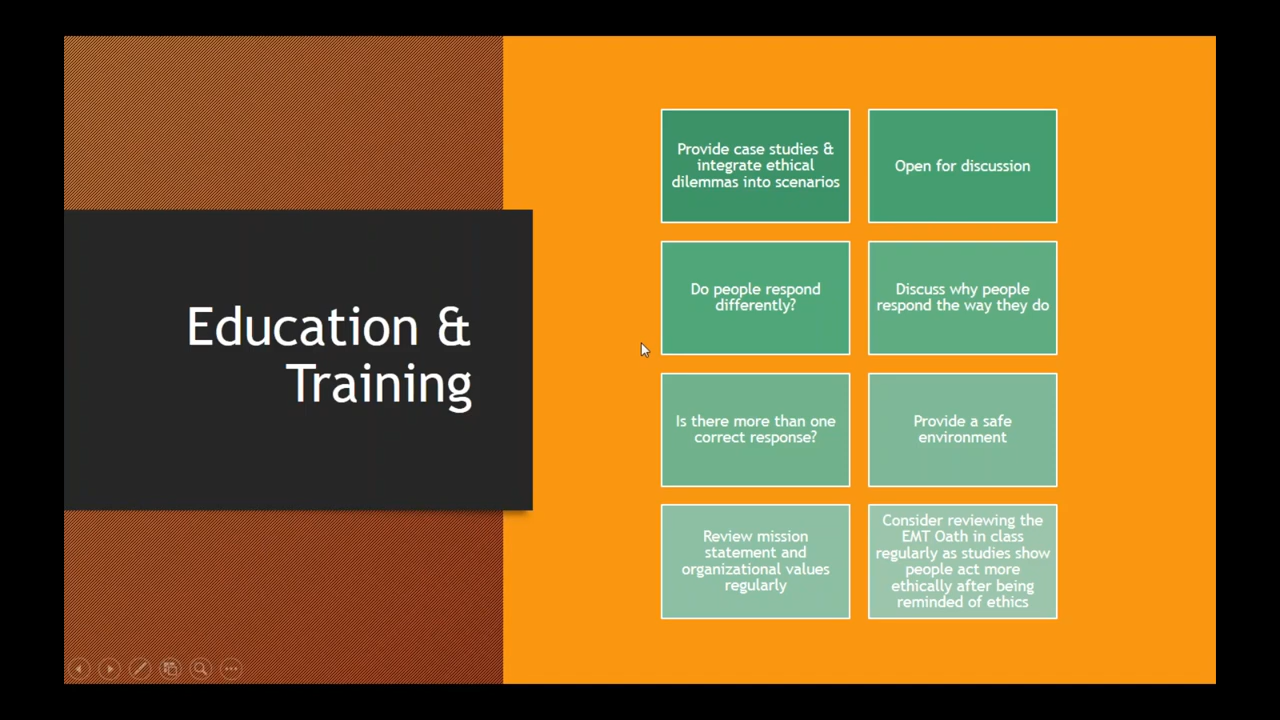 Education &
Training
Provide case studies &
integrate ethical
dilemmas into scenarios
Open for discussion
Do people respond
differently?
Discuss why people
respond the way they do
Is there more than one
correct response?
Provide a safe
environment
Review mission
statement and
organizational values
regularly
Consider reviewing the
EMT Oath in class
regularly as studies show
people act more
ethically after being
reminded of ethics